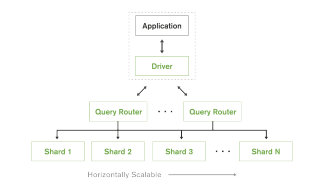 Application
Driver
Query Router · · · Query Router
Shard 1 Shard 2 Shard 3 · · · Shard N
Horizontally Scalable